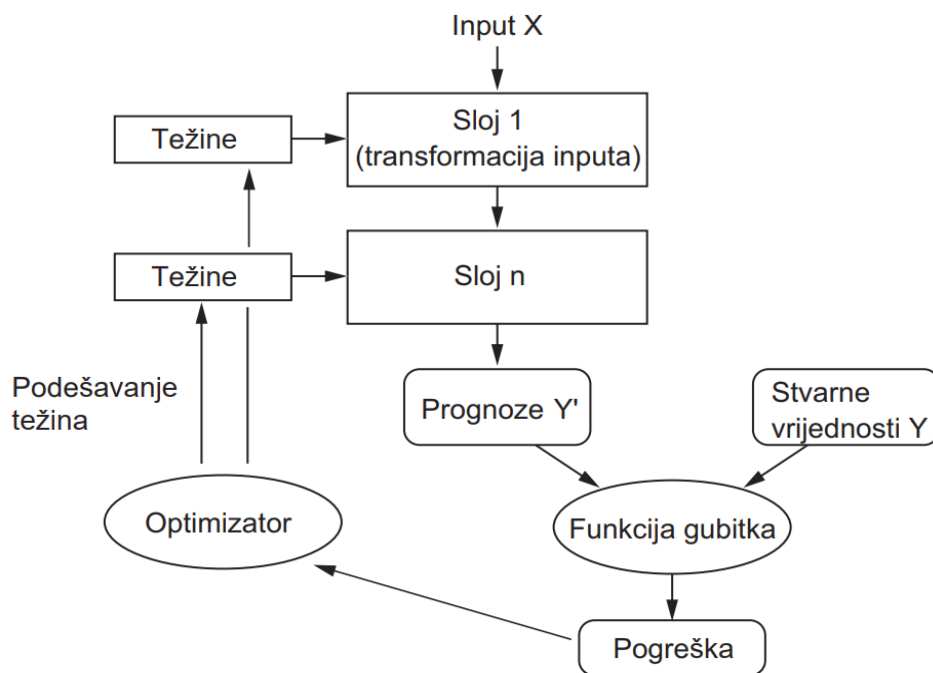 Input X
Težine
Sloj 1
(transformacija inputa)
Težine
Sloj n
Podešavanje
težina
Prognoze Y'
Stvarne
vrijednosti Y
Optimizator
Funkcija gubitka
Pogreška